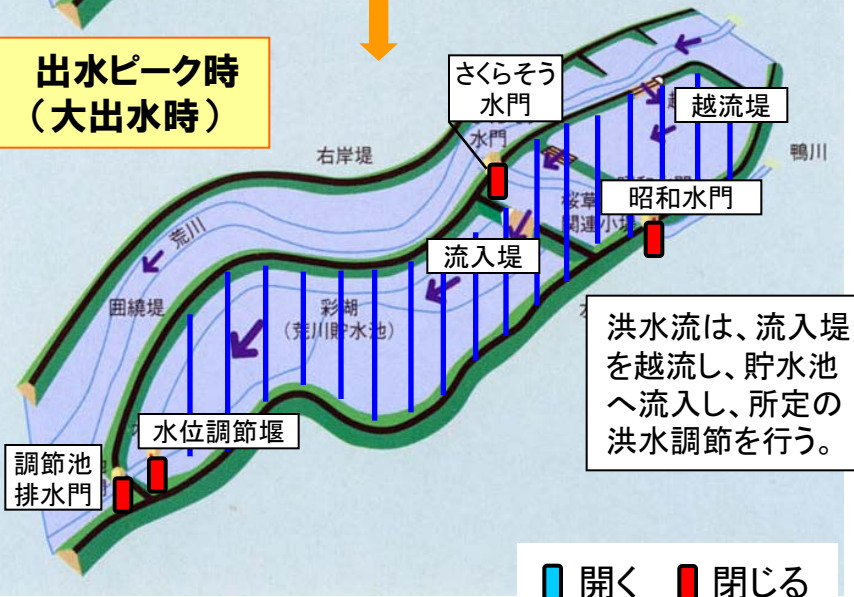 出水ピーク時
（大出水時）
さくらそう
水門
水門
越流堤
右岸堤
鴨川
昭和水門
荒川
流入堤
囲繞堤
彩湖
（荒川貯水池）
洪水流は、流入堤
を越流し、貯水池
へ流入し、所定の
洪水調節を行う。
水位調節堰
調節池
排水門
開く　閉じる